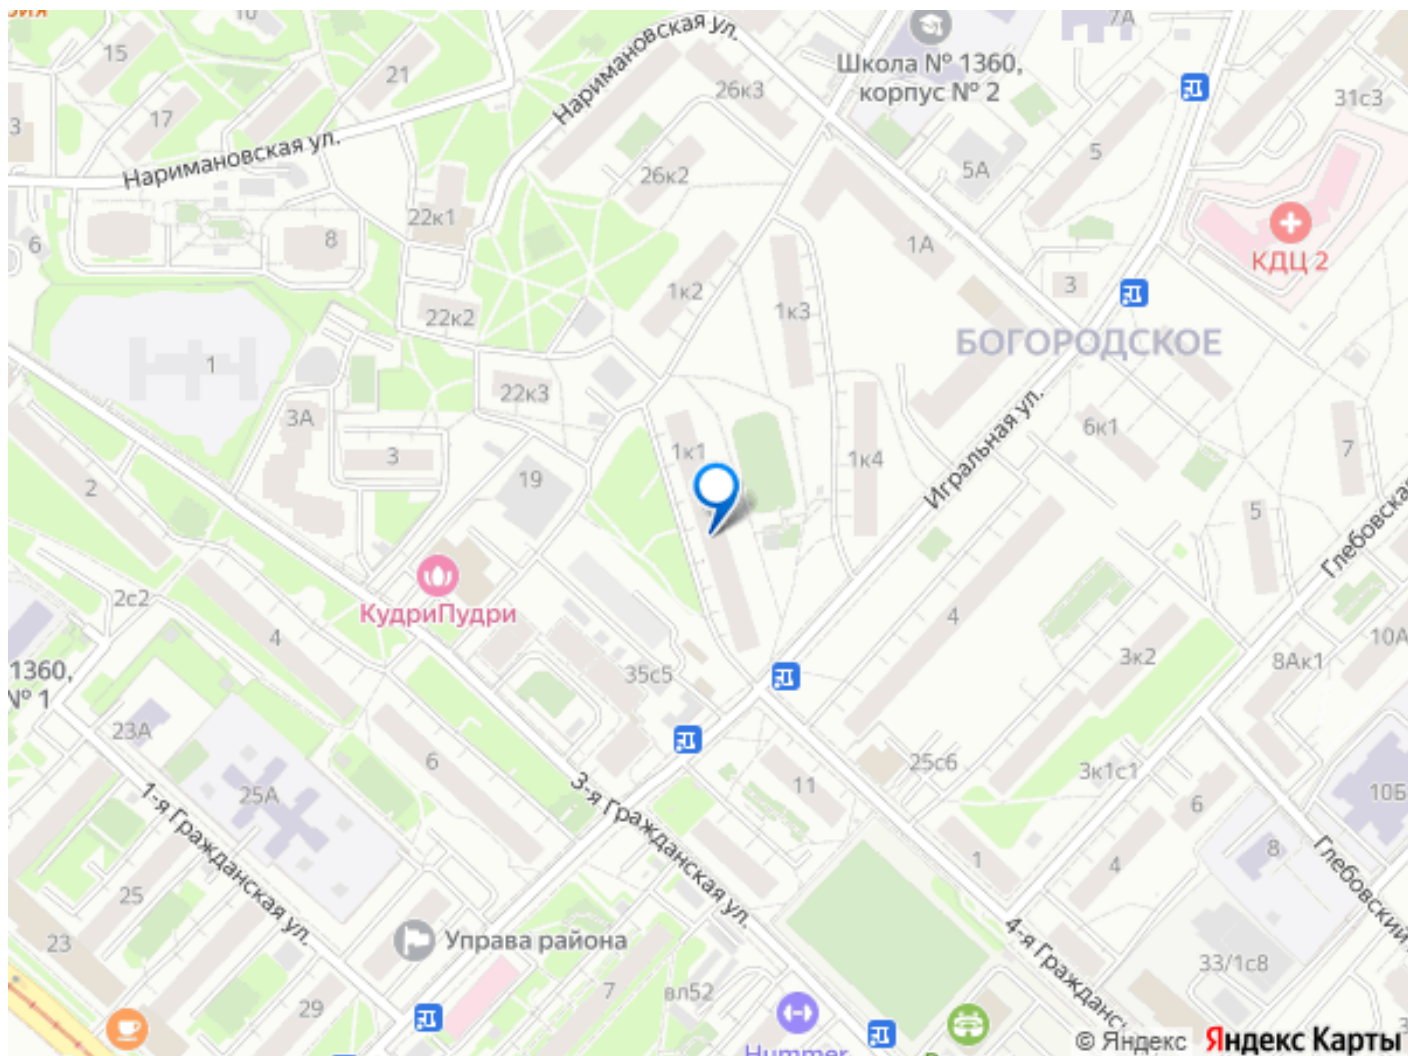 15
21
17
3
Наримановская ул.
Наримановская ул.
26к3
7А
Школа № 1360,
корпус № 2
31с3
5
5А
26к2
22к1
8
6
1А
КДЦ 2
3
1к2
1к3
22к2
БОГОРОДСКОЕ
1
22к3
3А
6к1
7
3
1к1
1к4
19
Игральная ул.
2
5
Глебовская
КудриПудри
2с2
4
4
3к2
10А
8Ак1
1360,
№ 1
35с5
23А
6
11
25с6
3к1с1
6
10Б
25А
3-я Гражданская ул.
1-я Гражданская ул.
1
4
8
Глебовский
25
23
Управа района
4-я Гражданск
33/1с8
7
вл52
29
Hummer
© Яндекс
Яндекс Карты